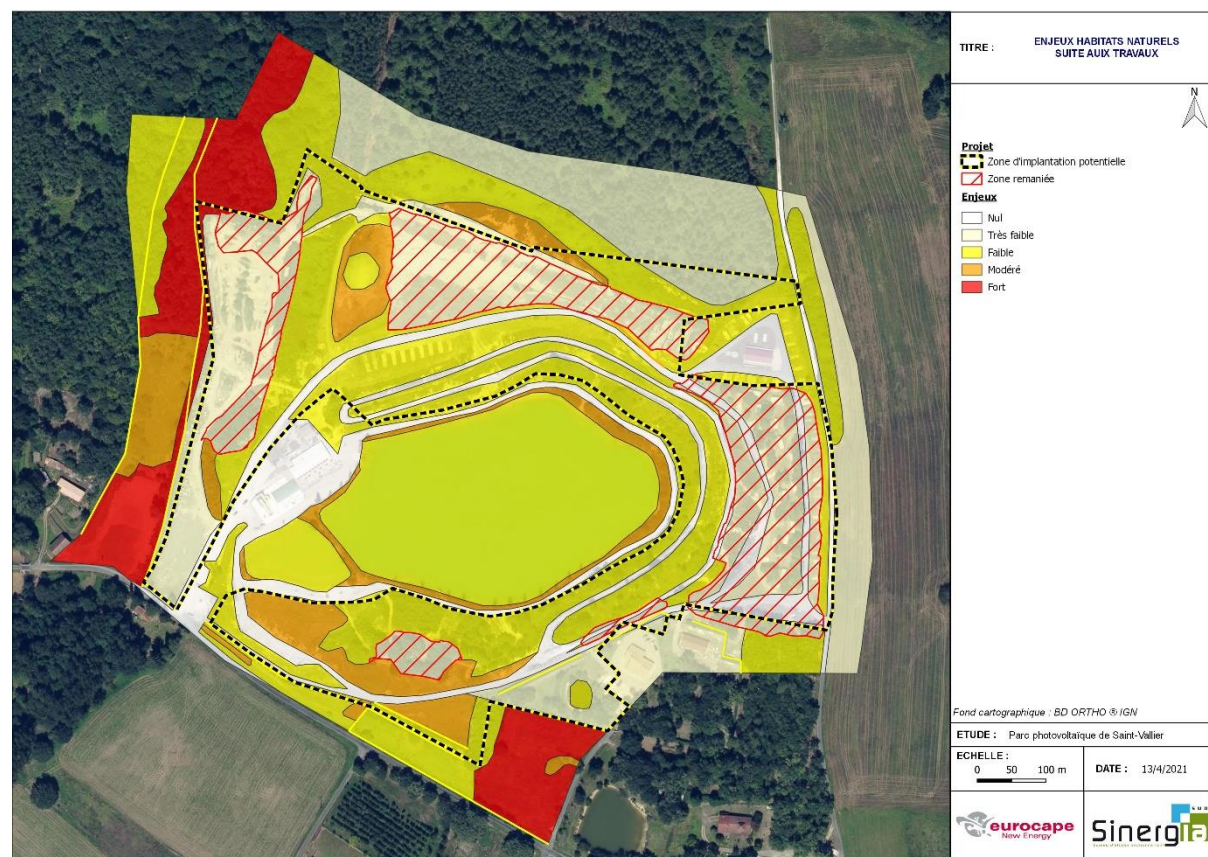 TITRE :
ENJEUX HABITATS NATURELS
SUITE AUIX TRAVAUX
N
Projet
Zone d'implantation potentielle
Zone remaniée
Enjeux
Nul
Très faible
Faible
Modéré
Fort
Fond cartographique : BD ORTHO ® IGN
ETUDE : Parc photovoltaïque de Saint-Vallier
ECHELLE :
0 50 100 m
DATE : 13/4/2021
eurocape
New Energy
sud
Sinergia